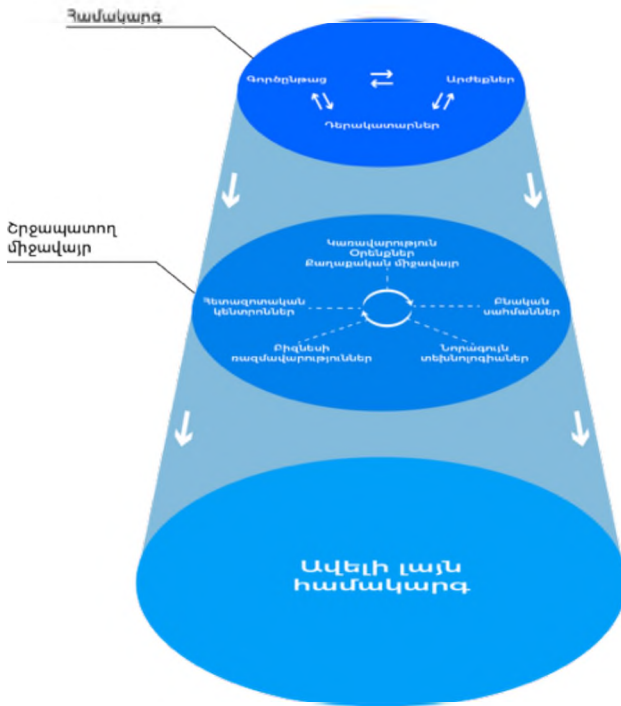 Համակարգ
Գործընթաց
Արժեքներ
Դերակատարներ
Շրջապատող
միջավայր
Կառավարություն
Օրենքներ
Քաղաքական միջավայր
Հետազոտական
կենտրոններ
Բնական
սահմաններ
Բիզնեսի
ռազմավարություններ
Նորագույն
տեխնոլոգիաներ
Ավելի լայն
համակարգ